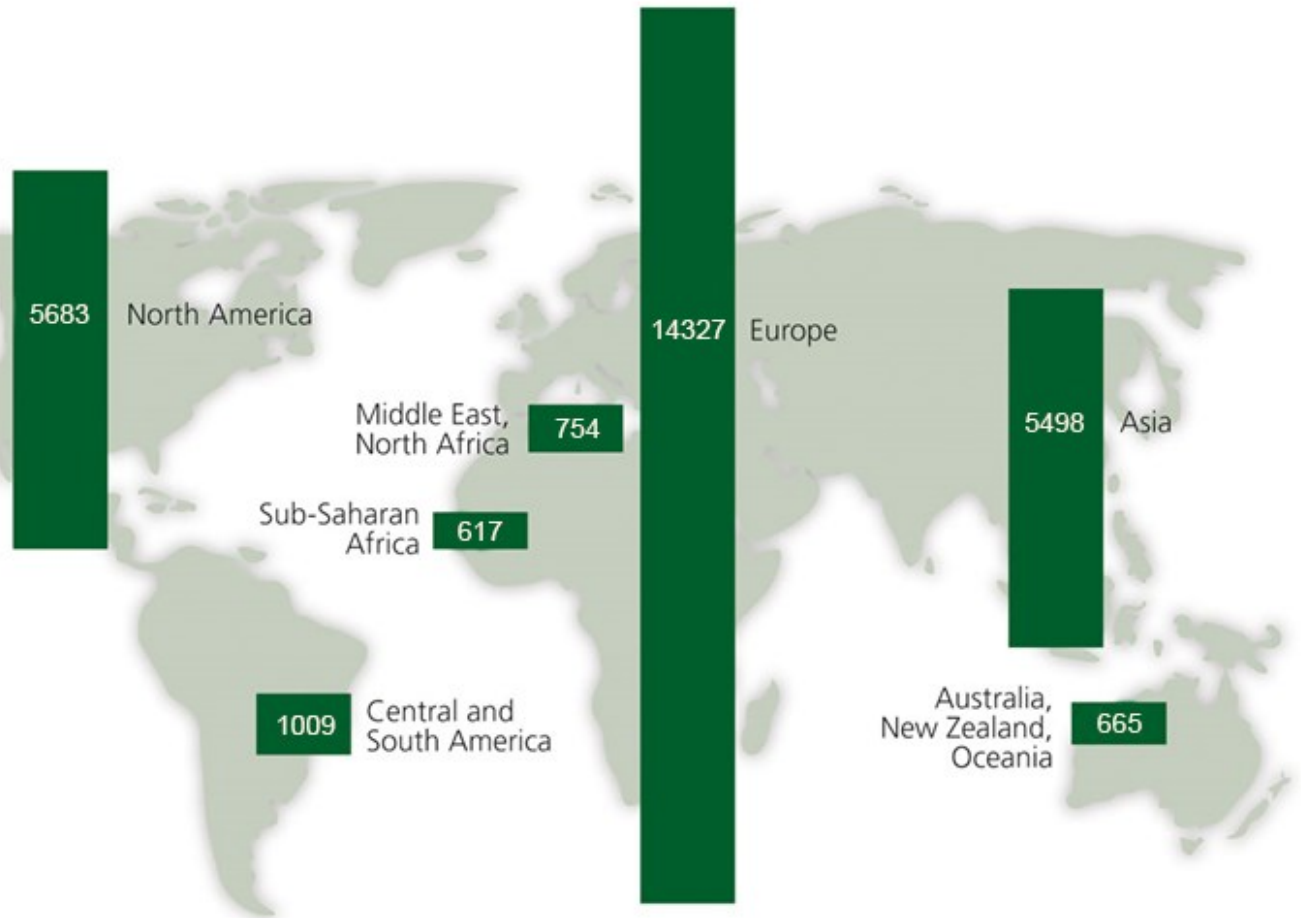 5683
North America
14327
Europe
Middle East,
North Africa
754
5498
Asia
Sub-Saharan
Africa
617
1009
Central and
South America
Australia,
New Zealand,
Oceania
665